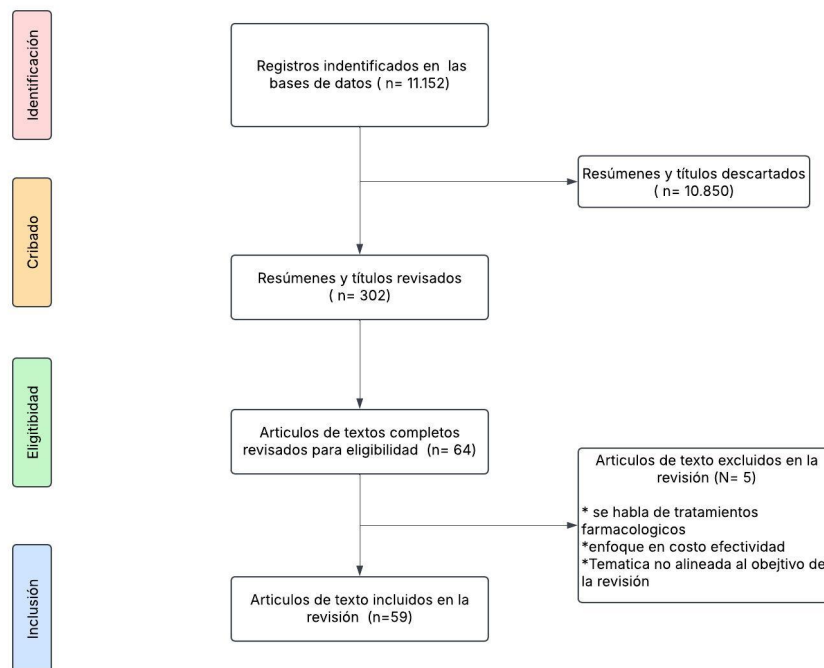 Identificación
Registros indentificados en las
bases de datos ( n= 11.152)
Resúmenes y títulos descartados
( n= 10.850)
Cribado
Resúmenes y títulos revisados
( n= 302)
Eligitibidad
Articulos de textos completos
revisados para eligibilidad (n= 64)
Articulos de texto excluidos en la
revisión (N= 5)
* se habla de tratamientos
farmacologicos
*enfoque en costo efectividad
*Tematica no alineada al obejtivo de
la revisión
Inclusión
Articulos de texto incluidos en la
revisión (n=59)